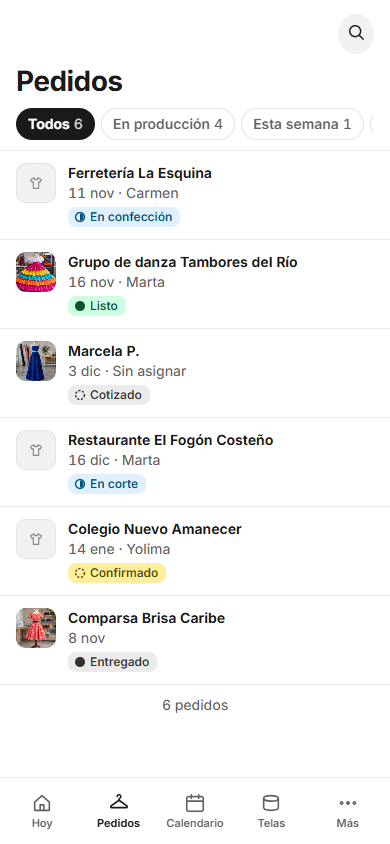 Pedidos
Todos 6
En producción 4
Esta semana 1
Ferretería La Esquina
11 nov · Carmen
En confección
Grupo de danza Tambores del Río
16 nov · Marta
Listo
Marcela P.
3 dic · Sin asignar
Cotizado
Restaurante El Fogón Costeño
16 dic · Marta
En corte
Colegio Nuevo Amanecer
14 ene · Yolima
Confirmado
Comparsa Brisa Caribe
8 nov
Entregado
6 pedidos
Hoy
Pedidos
Calendario
Telas
Más